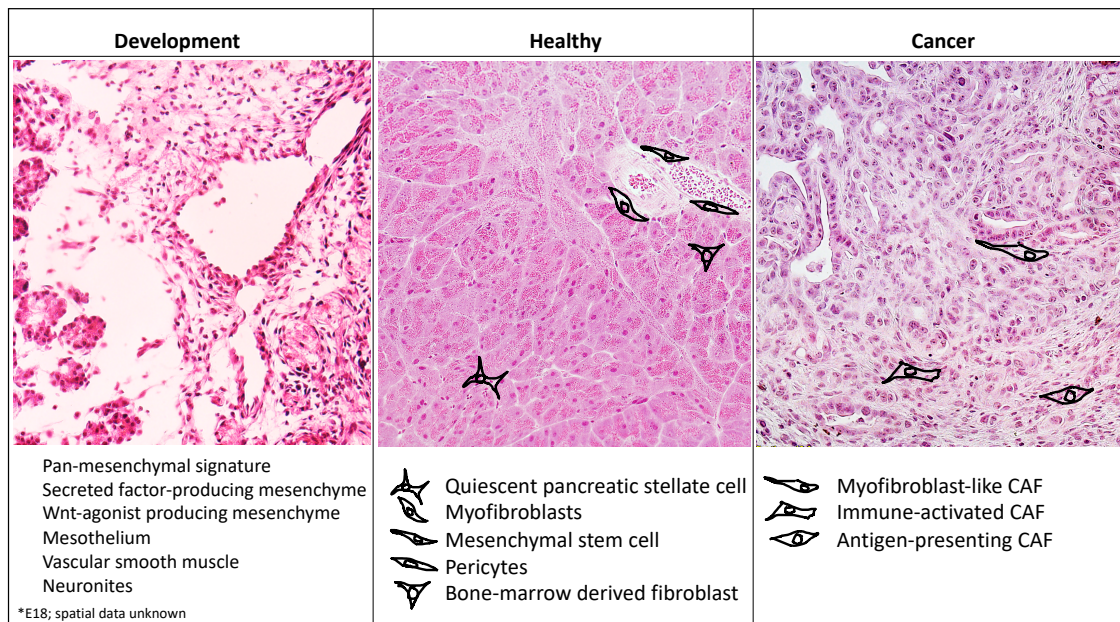 Development
Healthy
Cancer
Pan-mesenchymal signature
Secreted factor-producing mesenchyme
Wnt-agonist producing mesenchyme
Mesothelium
Vascular smooth muscle
Neuronites
*E18; spatial data unknown
Quiescent pancreatic stellate cell
Myofibroblasts
Mesenchymal stem cell
Pericytes
Bone-marrow derived fibroblast
Myofibroblast-like CAF
Immune-activated CAF
Antigen-presenting CAF